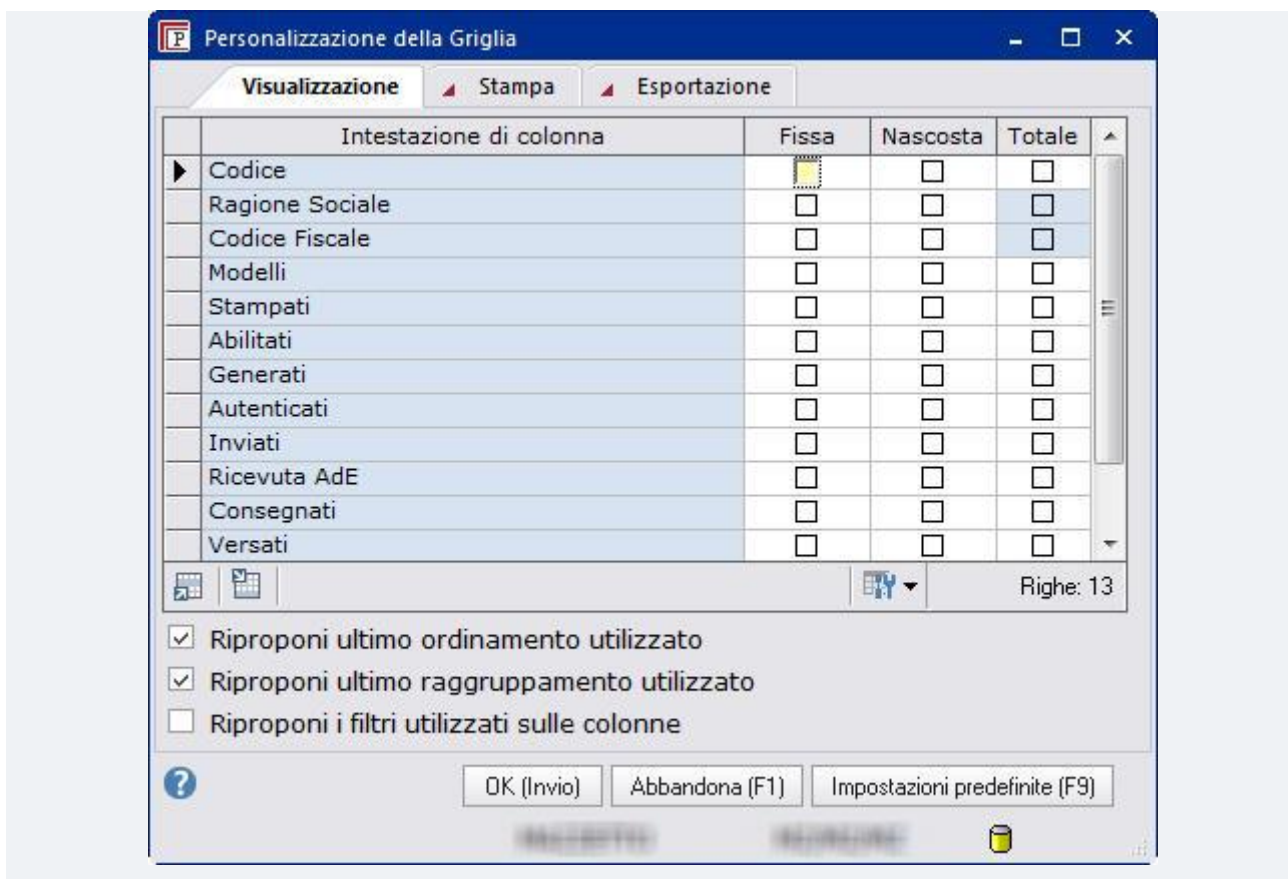 P Personalizzazione della Griglia
Visualizzazione Stampa Esportazione
Intestazione di colonna Fissa Nascosta Totale
Codice
Ragione Sociale
Codice Fiscale
Modelli
Stampati
Abilitati
Generati
Autenticati
Inviati
Ricevuta AdE
Consegnati
Versati
Righe: 13
Riproponi ultimo ordinamento utilizzato
Riproponi ultimo raggruppamento utilizzato
Riproponi i filtri utilizzati sulle colonne
? OK (Invio) Abbandona (F1) Impostazioni predefinite (F9)